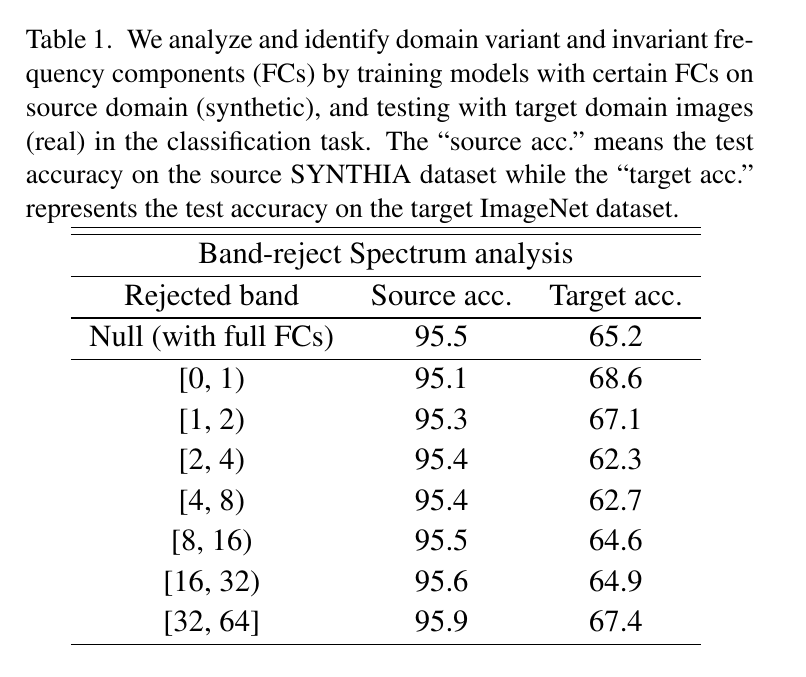 Table 1. We analyze and identify domain variant and invariant fre-
quency components (FCs) by training models with certain FCs on
source domain (synthetic), and testing with target domain images
(real) in the classification task. The “source acc.” means the test
accuracy on the source SYNTHIA dataset while the “target acc.”
represents the test accuracy on the target ImageNet dataset.
Band-reject Spectrum analysis
Rejected band Source acc. Target acc.
Null (with full FCs) 95.5 65.2
[0, 1) 95.1 68.6
[1, 2) 95.3 67.1
[2, 4) 95.4 62.3
[4, 8) 95.4 62.7
[8, 16) 95.5 64.6
[16, 32) 95.6 64.9
[32, 64] 95.9 67.4